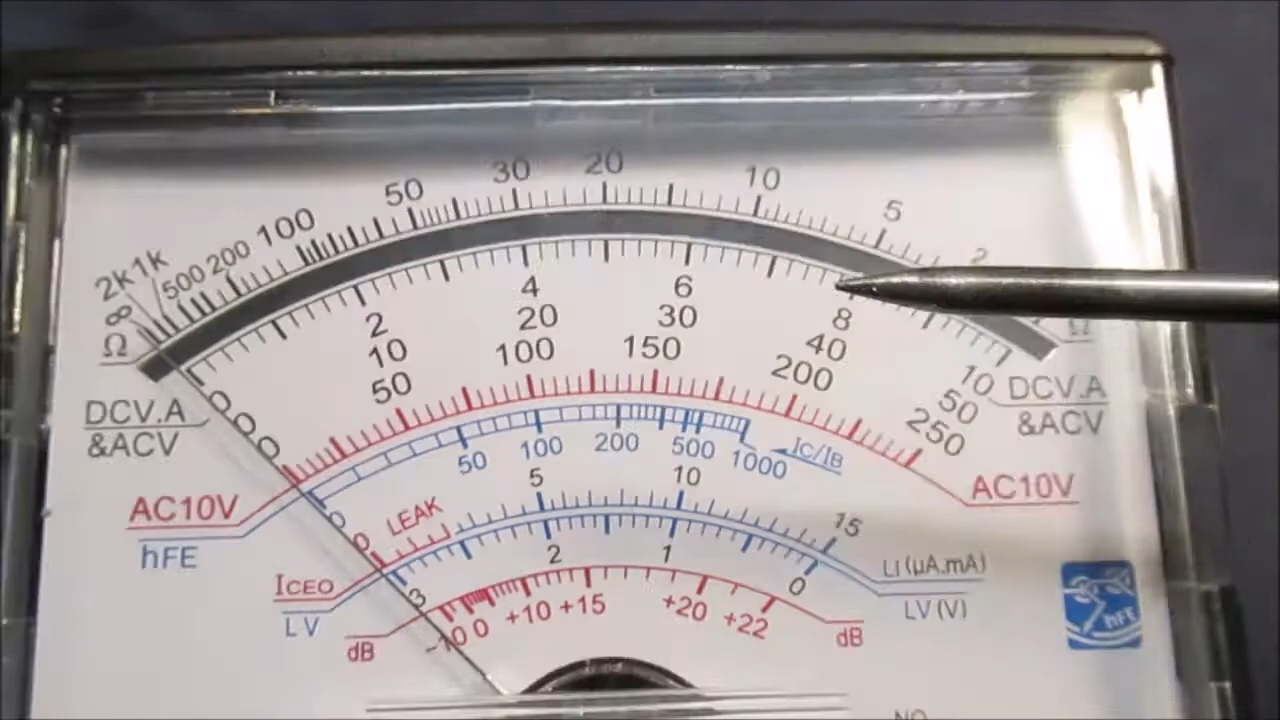 2k 1k 500 200 100 50 30 20 10 5 2
∞
Ω Ω
0 2 4 6 8 10
0 10 20 30 40 50
0 50 100 150 200 250
DCV.A DCV.A
&ACV &ACV
AC10V AC10V
hFE 0 50 100 200 500 1000 Ic/IB
0 LEAK 5 10 15
ICEO LI (µA.mA)
LV LV (V)
3 2 1 0
dB -10 0 +10 +15 +20 +22 dB
hFE